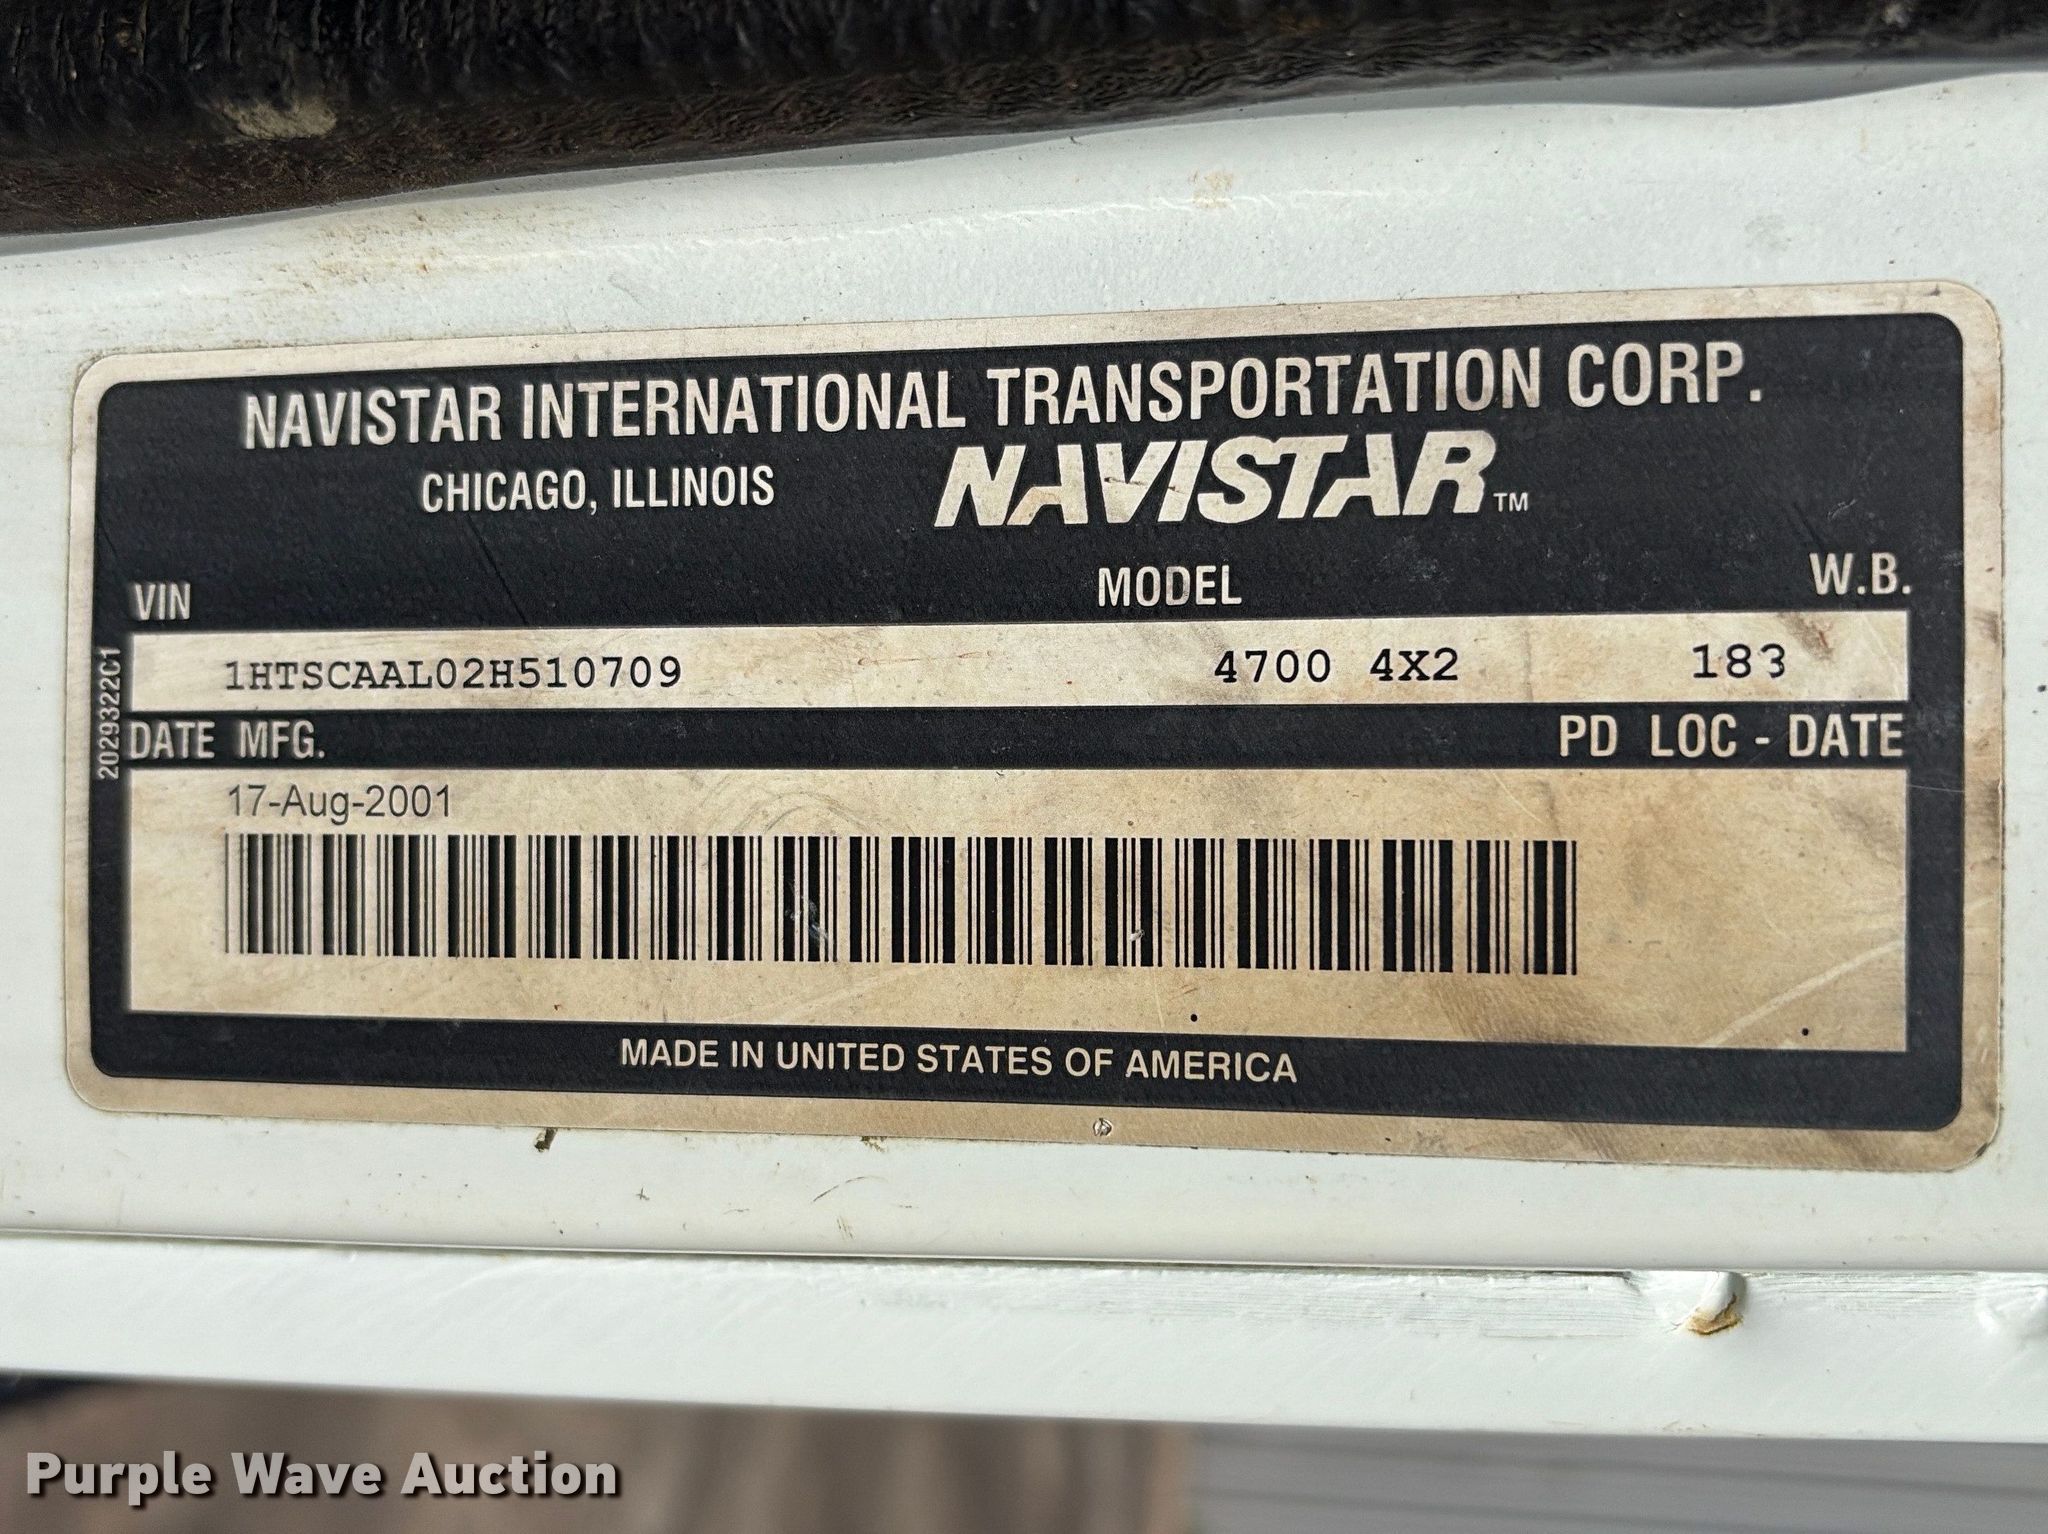 NAVISTAR INTERNATIONAL TRANSPORTATION CORP.
CHICAGO, ILLINOIS
NAVISTAR™
VIN MODEL W.B.
1HTSCAAL02H510709 4700 4X2 183
2029322C1
DATE MFG. PD LOC - DATE
17-Aug-2001
MADE IN UNITED STATES OF AMERICA
Purple Wave Auction